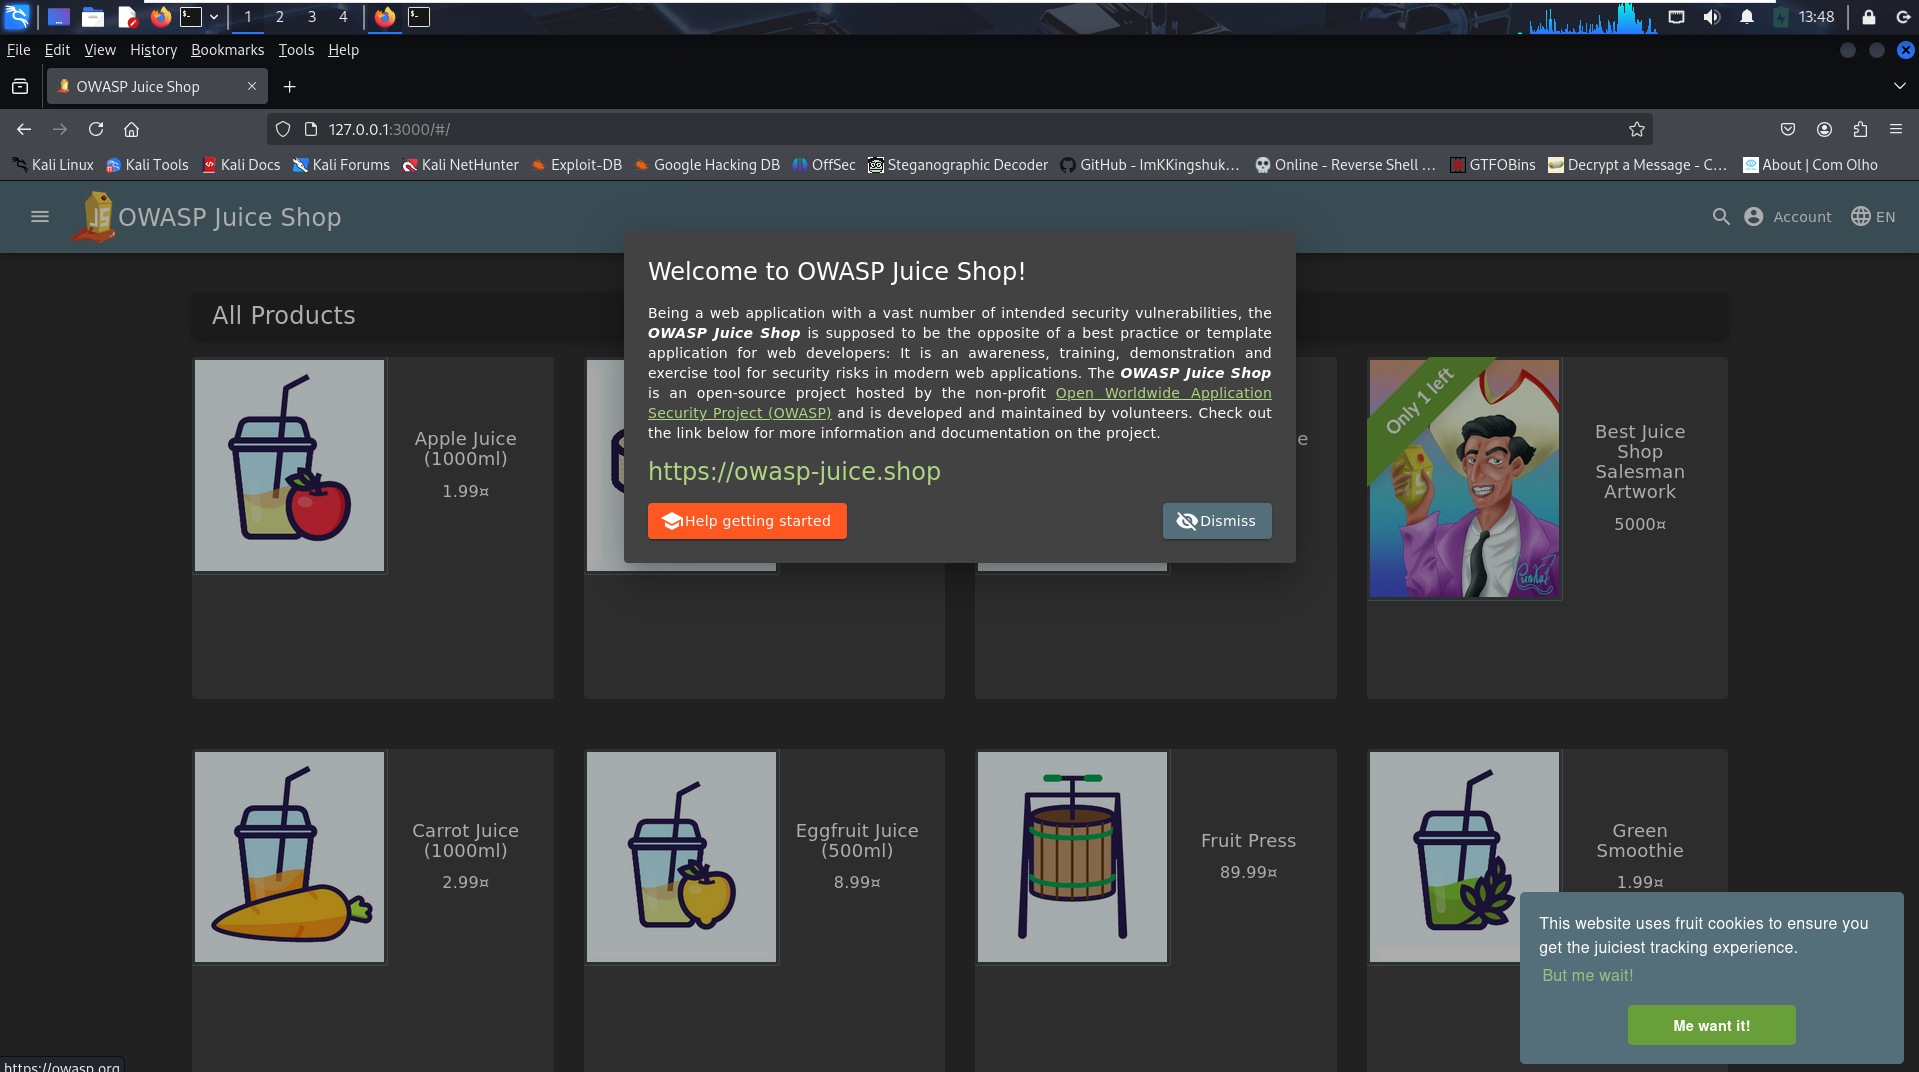 1 2 3 4 13:48
File Edit View History Bookmarks Tools Help
OWASP Juice Shop
127.0.0.1:3000/#/
Kali Linux Kali Tools Kali Docs Kali Forums Kali NetHunter Exploit-DB Google Hacking DB OffSec Steganographic Decoder GitHub - ImKKingshuk... Online - Reverse Shell ... GTFOBins Decrypt a Message - C... About | Com Olho
OWASP Juice Shop Account EN
Welcome to OWASP Juice Shop!
Being a web application with a vast number of intended security vulnerabilities, the
OWASP Juice Shop is supposed to be the opposite of a best practice or template
application for web developers: It is an awareness, training, demonstration and
exercise tool for security risks in modern web applications. The OWASP Juice Shop
is an open-source project hosted by the non-profit Open Worldwide Application
Security Project (OWASP) and is developed and maintained by volunteers. Check out
the link below for more information and documentation on the project.
https://owasp-juice.shop
Help getting started Dismiss
All Products
Apple Juice
(1000ml)
1.99¤
e
Only 1 left
Best Juice
Shop
Salesman
Artwork
5000¤
Carrot Juice
(1000ml)
2.99¤
Eggfruit Juice
(500ml)
8.99¤
Fruit Press
89.99¤
Green
Smoothie
1.99¤
This website uses fruit cookies to ensure you
get the juiciest tracking experience.
But me wait!
Me want it!
https://owasp.org